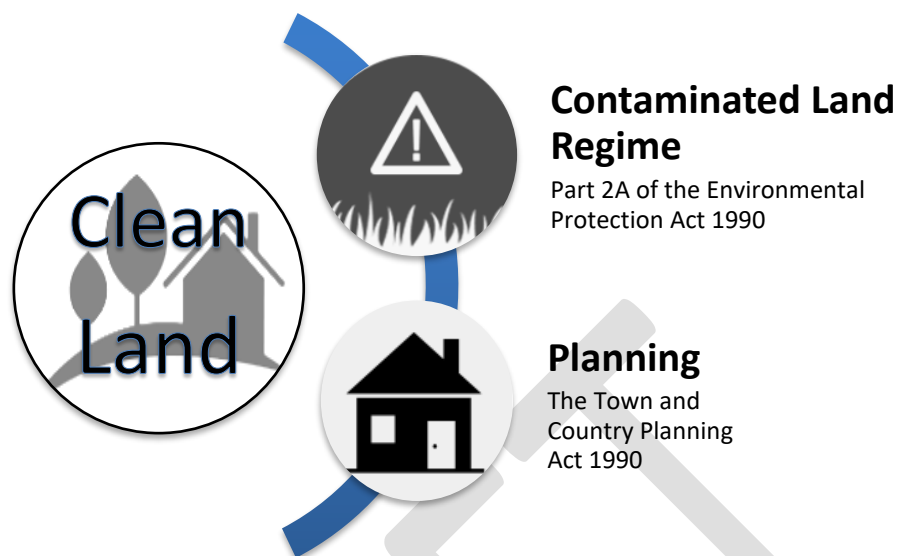 Clean
Land
Contaminated Land
Regime
Part 2A of the Environmental
Protection Act 1990
Planning
The Town and
Country Planning
Act 1990